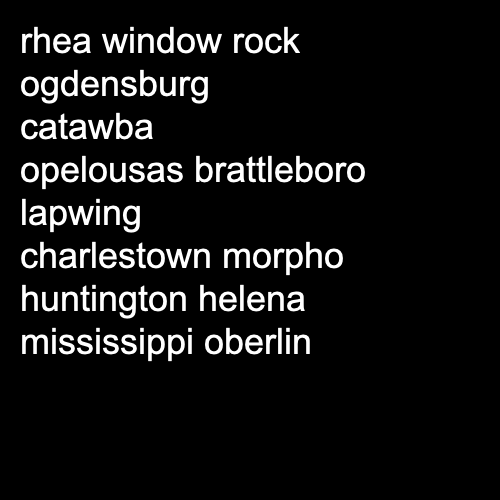 rhea window rock
ogdensburg
catawba
opelousas brattleboro
lapwing
charlestown morpho
huntington helena
mississippi oberlin